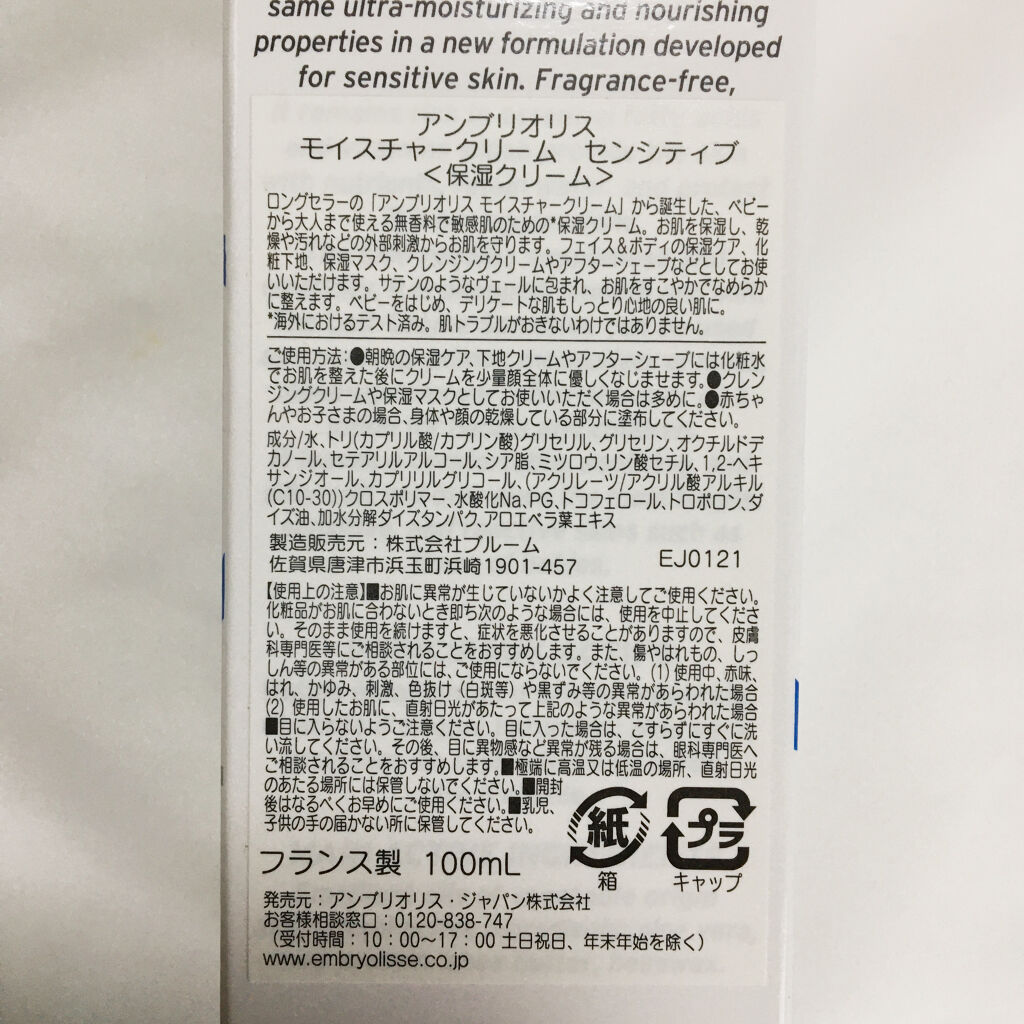 same ultra-moisturizing and nourishing
properties in a new formulation developed
for sensitive skin. Fragrance-free,
アンブリオリス
モイスチャークリーム　センシティブ
＜保湿クリーム＞
ロングセラーの「アンブリオリス モイスチャークリーム」から誕生した、ベビー
から大人まで使える無香料で敏感肌のための*保湿クリーム。お肌を保湿し、乾
燥や汚れなどの外部刺激からお肌を守ります。フェイス＆ボディの保湿ケア、化
粧下地、保湿マスク、クレンジングクリームやアフターシェーブなどとしてお使
いいただけます。サテンのようなヴェールに包まれ、お肌をすこやかでなめらか
に整えます。ベビーをはじめ、デリケートな肌もしっとり心地の良い肌に。
*海外におけるテスト済み。肌トラブルがおきないわけではありません。
ご使用方法：●朝晩の保湿ケア、下地クリームやアフターシェーブには化粧水
でお肌を整えた後にクリームを少量顔全体に優しくなじませます。●クレン
ジングクリームや保湿マスクとしてお使いいただく場合は多めに。●赤ちゃ
んやお子さまの場合、身体や顔の乾燥している部分に塗布してください。
成分/水、トリ(カプリル酸/カプリン酸)グリセリル、グリセリン、オクチルドデ
カノール、セテアリルアルコール、シア脂、ミツロウ、リン酸セチル、1,2-ヘキ
サンジオール、カプリリルグリコール、(アクリレーツ/アクリル酸アルキル
(C10-30))クロスポリマー、水酸化Na、PG、トコフェロール、トロポロン、ダ
イズ油、加水分解ダイズタンパク、アロエベラ葉エキス
製造販売元：株式会社ブルーム
佐賀県唐津市浜玉町浜崎1901-457　EJ0121
【使用上の注意】■お肌に異常が生じていないかよく注意してご使用ください。
化粧品がお肌に合わないとき即ち次のような場合には、使用を中止してくださ
い。そのまま使用を続けますと、症状を悪化させることがありますので、皮膚
科専門医等にご相談されることをおすすめします。また、傷やはれもの、しっ
しん等の異常がある部位には、ご使用にならないでください。(1) 使用中、赤味、
はれ、かゆみ、刺激、色抜け（白斑等）や黒ずみ等の異常があらわれた場合
(2) 使用したお肌に、直射日光があたって上記のような異常があらわれた場合
■目に入らないようご注意ください。目に入った場合は、こすらずにすぐに洗
い流してください。その後、目に異物感など異常が残る場合は、眼科専門医へ
ご相談されることをおすすめします。■極端に高温又は低温の場所、直射日光
のあたる場所には保管しないでください。■開封
後はなるべくお早めにご使用ください。■乳児、
子供の手の届かない所に保管してください。
紙
箱
プラ
キャップ
フランス製　100mL
発売元：アンブリオリス・ジャパン株式会社
お客様相談窓口：0120-838-747
（受付時間：10：00～17：00 土日祝日、年末年始を除く）
www.embryolisse.co.jp